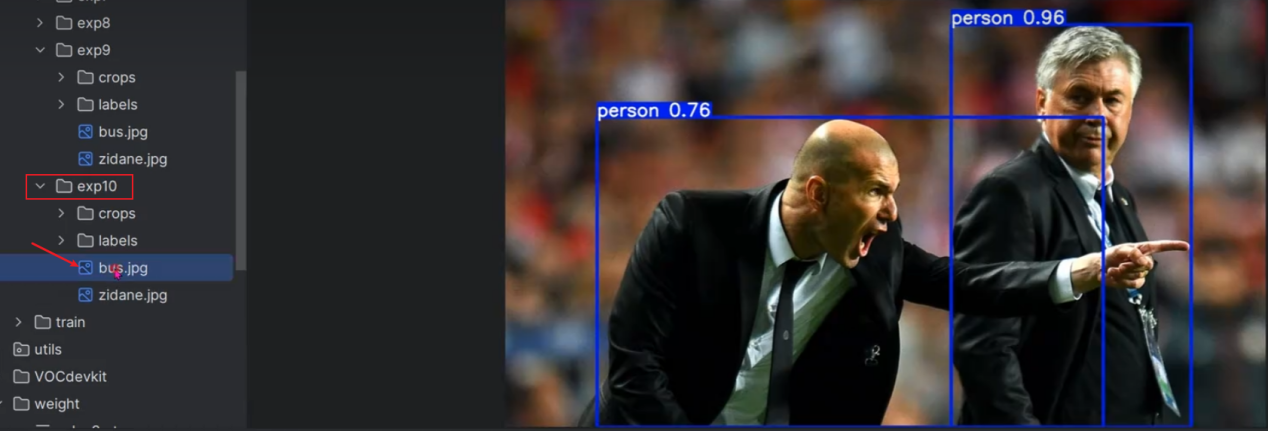 exp8
exp9
crops
labels
bus.jpg
zidane.jpg
exp10
crops
labels
bus.jpg
zidane.jpg
train
utils
VOCdevkit
weight
person 0.96
person 0.76